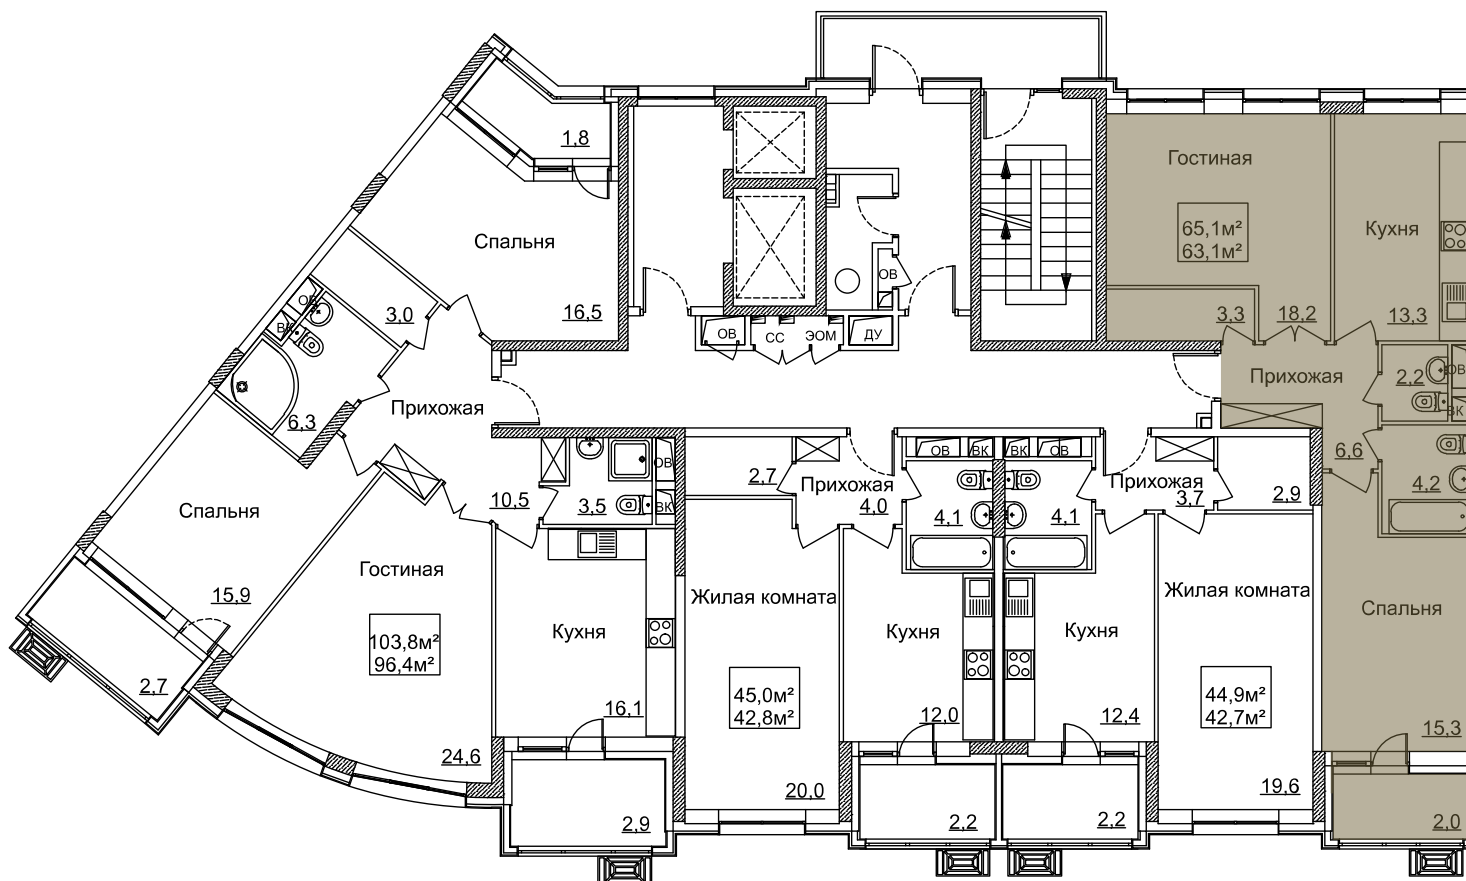 1,8
Спальня
16,5
3,0
ОВ
ВК
6,3
Прихожая
10,5
3,5
ОВ
ВК
Спальня
15,9
2,7
Гостиная
103,8м²
96,4м²
24,6
Кухня
16,1
2,9
ОВ
СС
ЭОМ
ДУ
ОВ
2,7
Прихожая
4,0
ОВ
ВК
4,1
Жилая комната
45,0м²
42,8м²
20,0
Кухня
12,0
2,2
ВК
ОВ
4,1
Прихожая
3,7
2,9
Кухня
12,4
2,2
Жилая комната
44,9м²
42,7м²
19,6
Гостиная
65,1м²
63,1м²
3,3
18,2
Кухня
13,3
Прихожая
2,2
ОВ
ВК
6,6
4,2
Спальня
15,3
2,0